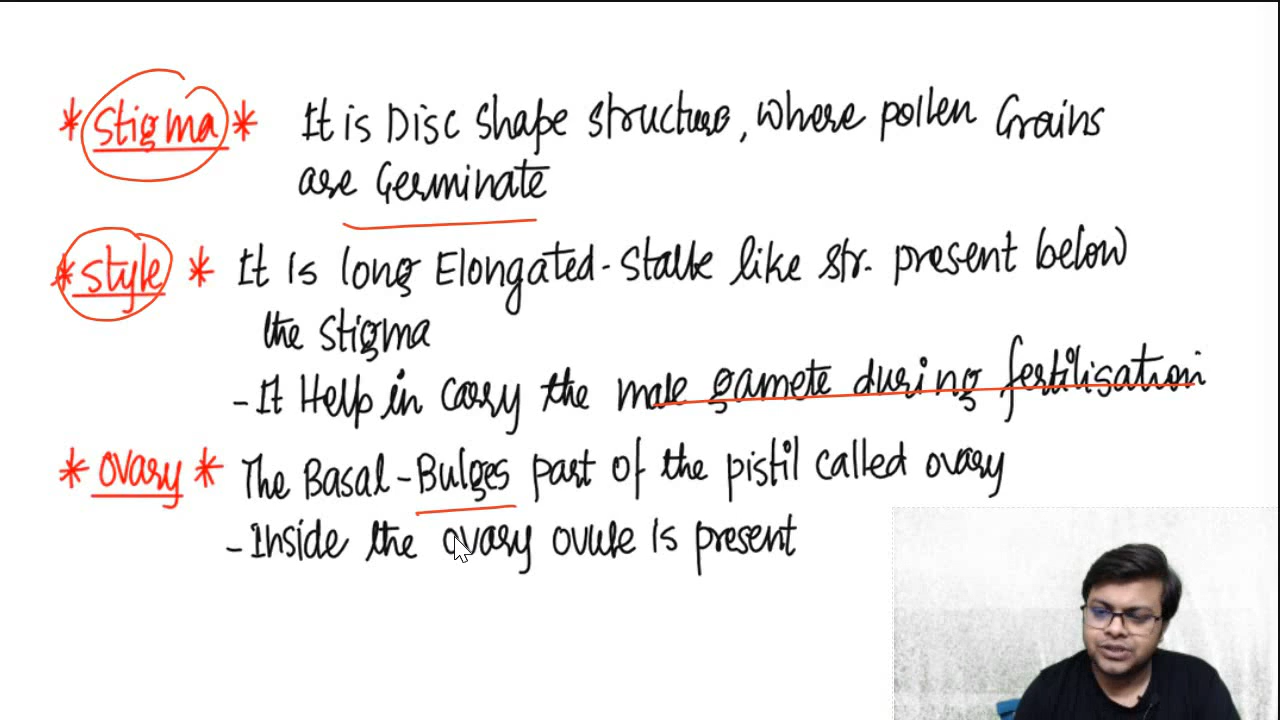 *stigma* It is Disc shape structure, where pollen Grains
are Germinate
*style* It is long Elongated-stalk like str. present below
the stigma
- It Help in carry the male gamete during fertilisation
*ovary* The Basal-Bulges part of the pistil called ovary
- Inside the ovary ovule is present